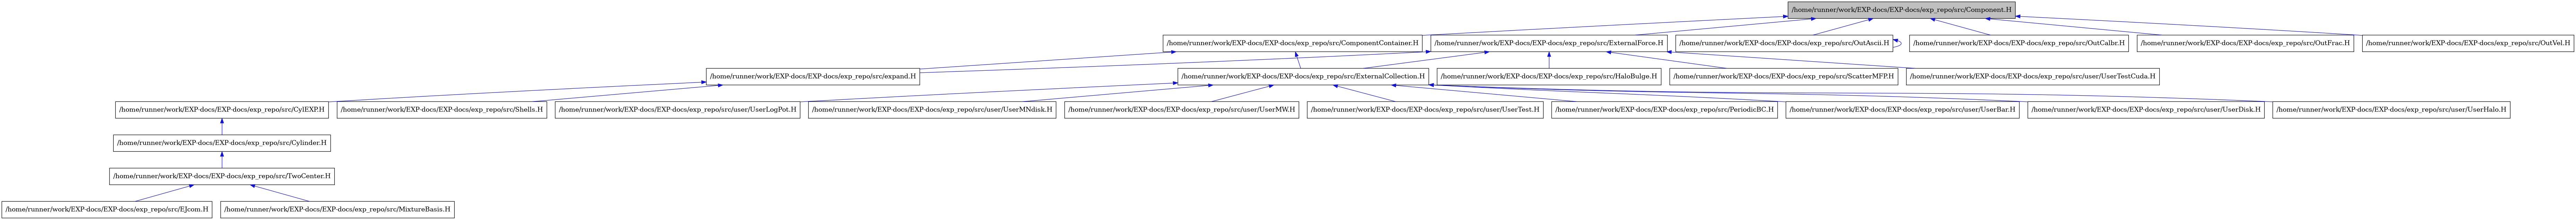 /home/runner/work/EXP-docs/EXP-docs/exp_repo/src/Component.H
/home/runner/work/EXP-docs/EXP-docs/exp_repo/src/ComponentContainer.H
/home/runner/work/EXP-docs/EXP-docs/exp_repo/src/ExternalForce.H
/home/runner/work/EXP-docs/EXP-docs/exp_repo/src/OutAscii.H
/home/runner/work/EXP-docs/EXP-docs/exp_repo/src/OutCalbr.H
/home/runner/work/EXP-docs/EXP-docs/exp_repo/src/OutFrac.H
/home/runner/work/EXP-docs/EXP-docs/exp_repo/src/OutVel.H
/home/runner/work/EXP-docs/EXP-docs/exp_repo/src/expand.H
/home/runner/work/EXP-docs/EXP-docs/exp_repo/src/ExternalCollection.H
/home/runner/work/EXP-docs/EXP-docs/exp_repo/src/HaloBulge.H
/home/runner/work/EXP-docs/EXP-docs/exp_repo/src/ScatterMFP.H
/home/runner/work/EXP-docs/EXP-docs/exp_repo/src/user/UserTestCuda.H
/home/runner/work/EXP-docs/EXP-docs/exp_repo/src/CylEXP.H
/home/runner/work/EXP-docs/EXP-docs/exp_repo/src/Shells.H
/home/runner/work/EXP-docs/EXP-docs/exp_repo/src/user/UserLogPot.H
/home/runner/work/EXP-docs/EXP-docs/exp_repo/src/user/UserMNdisk.H
/home/runner/work/EXP-docs/EXP-docs/exp_repo/src/user/UserMW.H
/home/runner/work/EXP-docs/EXP-docs/exp_repo/src/user/UserTest.H
/home/runner/work/EXP-docs/EXP-docs/exp_repo/src/PeriodicBC.H
/home/runner/work/EXP-docs/EXP-docs/exp_repo/src/user/UserBar.H
/home/runner/work/EXP-docs/EXP-docs/exp_repo/src/user/UserDisk.H
/home/runner/work/EXP-docs/EXP-docs/exp_repo/src/user/UserHalo.H
/home/runner/work/EXP-docs/EXP-docs/exp_repo/src/Cylinder.H
/home/runner/work/EXP-docs/EXP-docs/exp_repo/src/TwoCenter.H
/home/runner/work/EXP-docs/EXP-docs/exp_repo/src/EJcom.H
/home/runner/work/EXP-docs/EXP-docs/exp_repo/src/MixtureBasis.H